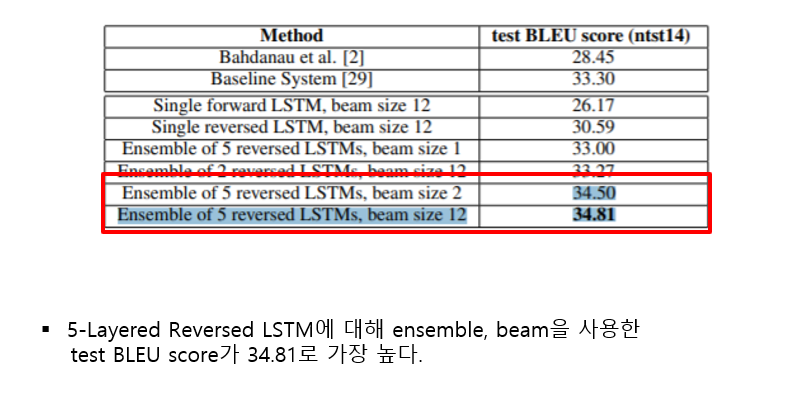 Method test BLEU score (ntst14)
Bahdanau et al. [2] 28.45
Baseline System [29] 33.30
Single forward LSTM, beam size 12 26.17
Single reversed LSTM, beam size 12 30.59
Ensemble of 5 reversed LSTMs, beam size 1 33.00
Ensemble of 2 reversed LSTMs, beam size 12 33.27
Ensemble of 5 reversed LSTMs, beam size 2 34.50
Ensemble of 5 reversed LSTMs, beam size 12 34.81
▪ 5-Layered Reversed LSTM에 대해 ensemble, beam을 사용한
test BLEU score가 34.81로 가장 높다.